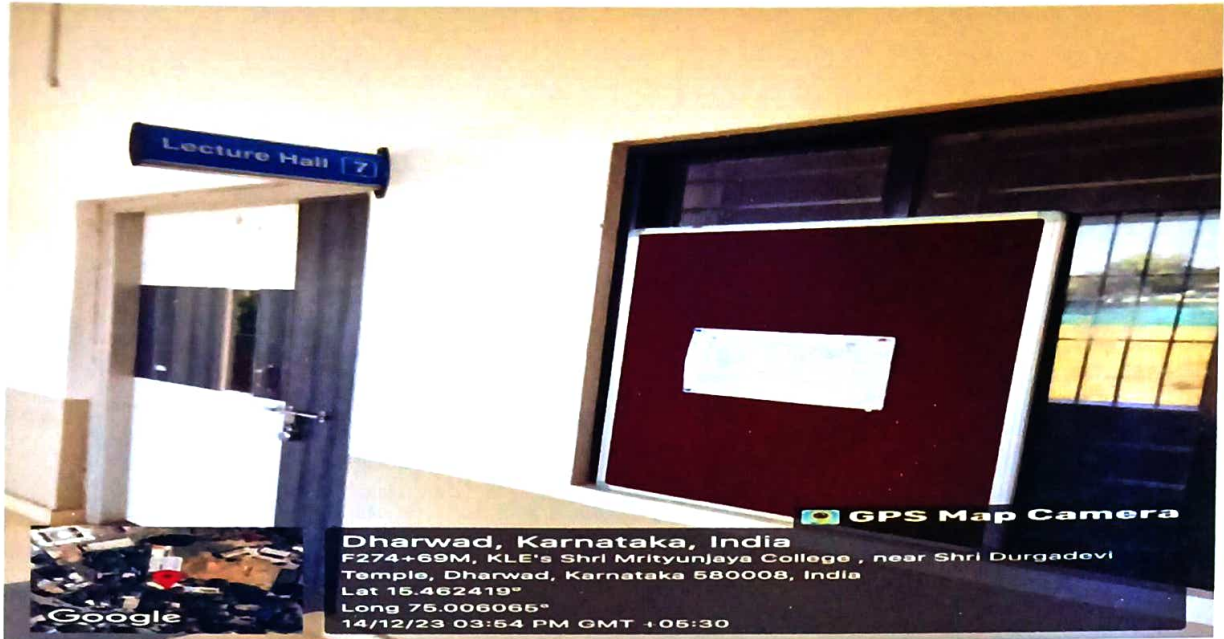 Lecture Hall 7
GPS Map Camera
Dharwad, Karnataka, India
F274+69M, KLE's Shri Mrityunjaya College , near Shri Durgadevi
Temple, Dharwad, Karnataka 580008, India
Lat 15.462419°
Long 75.006065°
14/12/23 03:54 PM GMT +05:30
Google